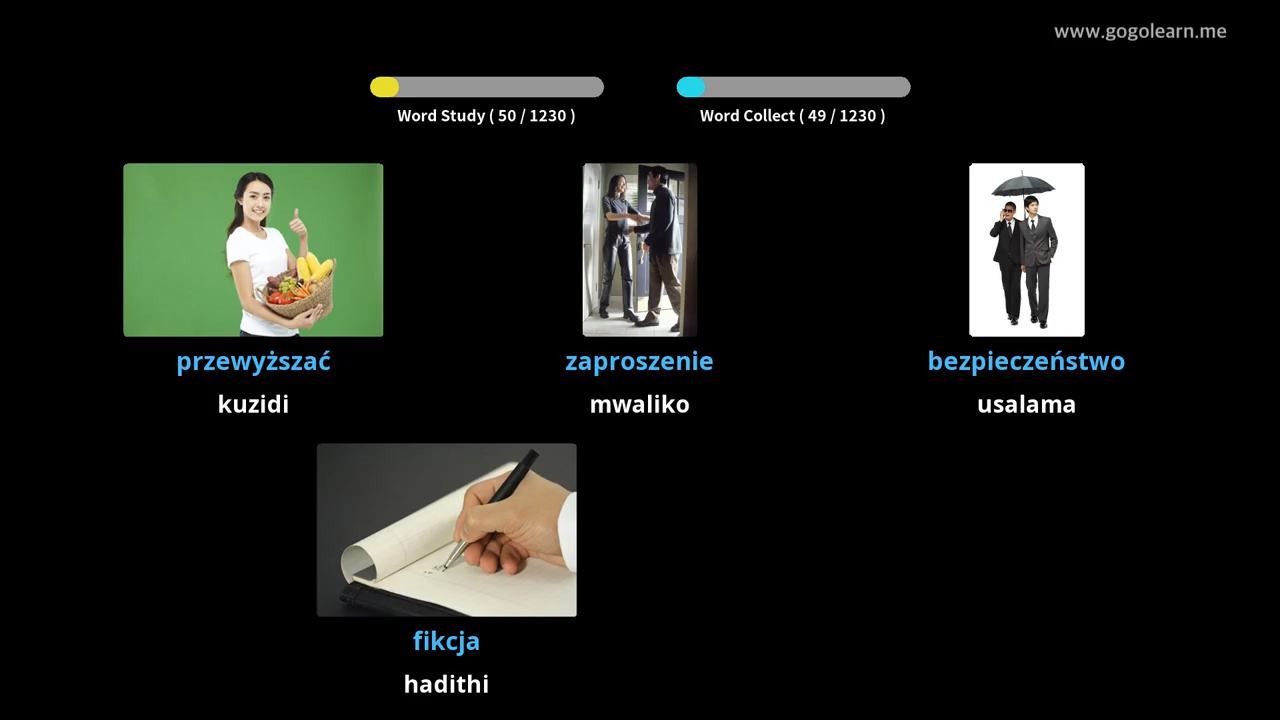 www.gogolearn.me
Word Study ( 50 / 1230 )
Word Collect ( 49 / 1230 )
przewyższać
kuzidi
zaproszenie
mwaliko
bezpieczeństwo
usalama
fikcja
hadithi